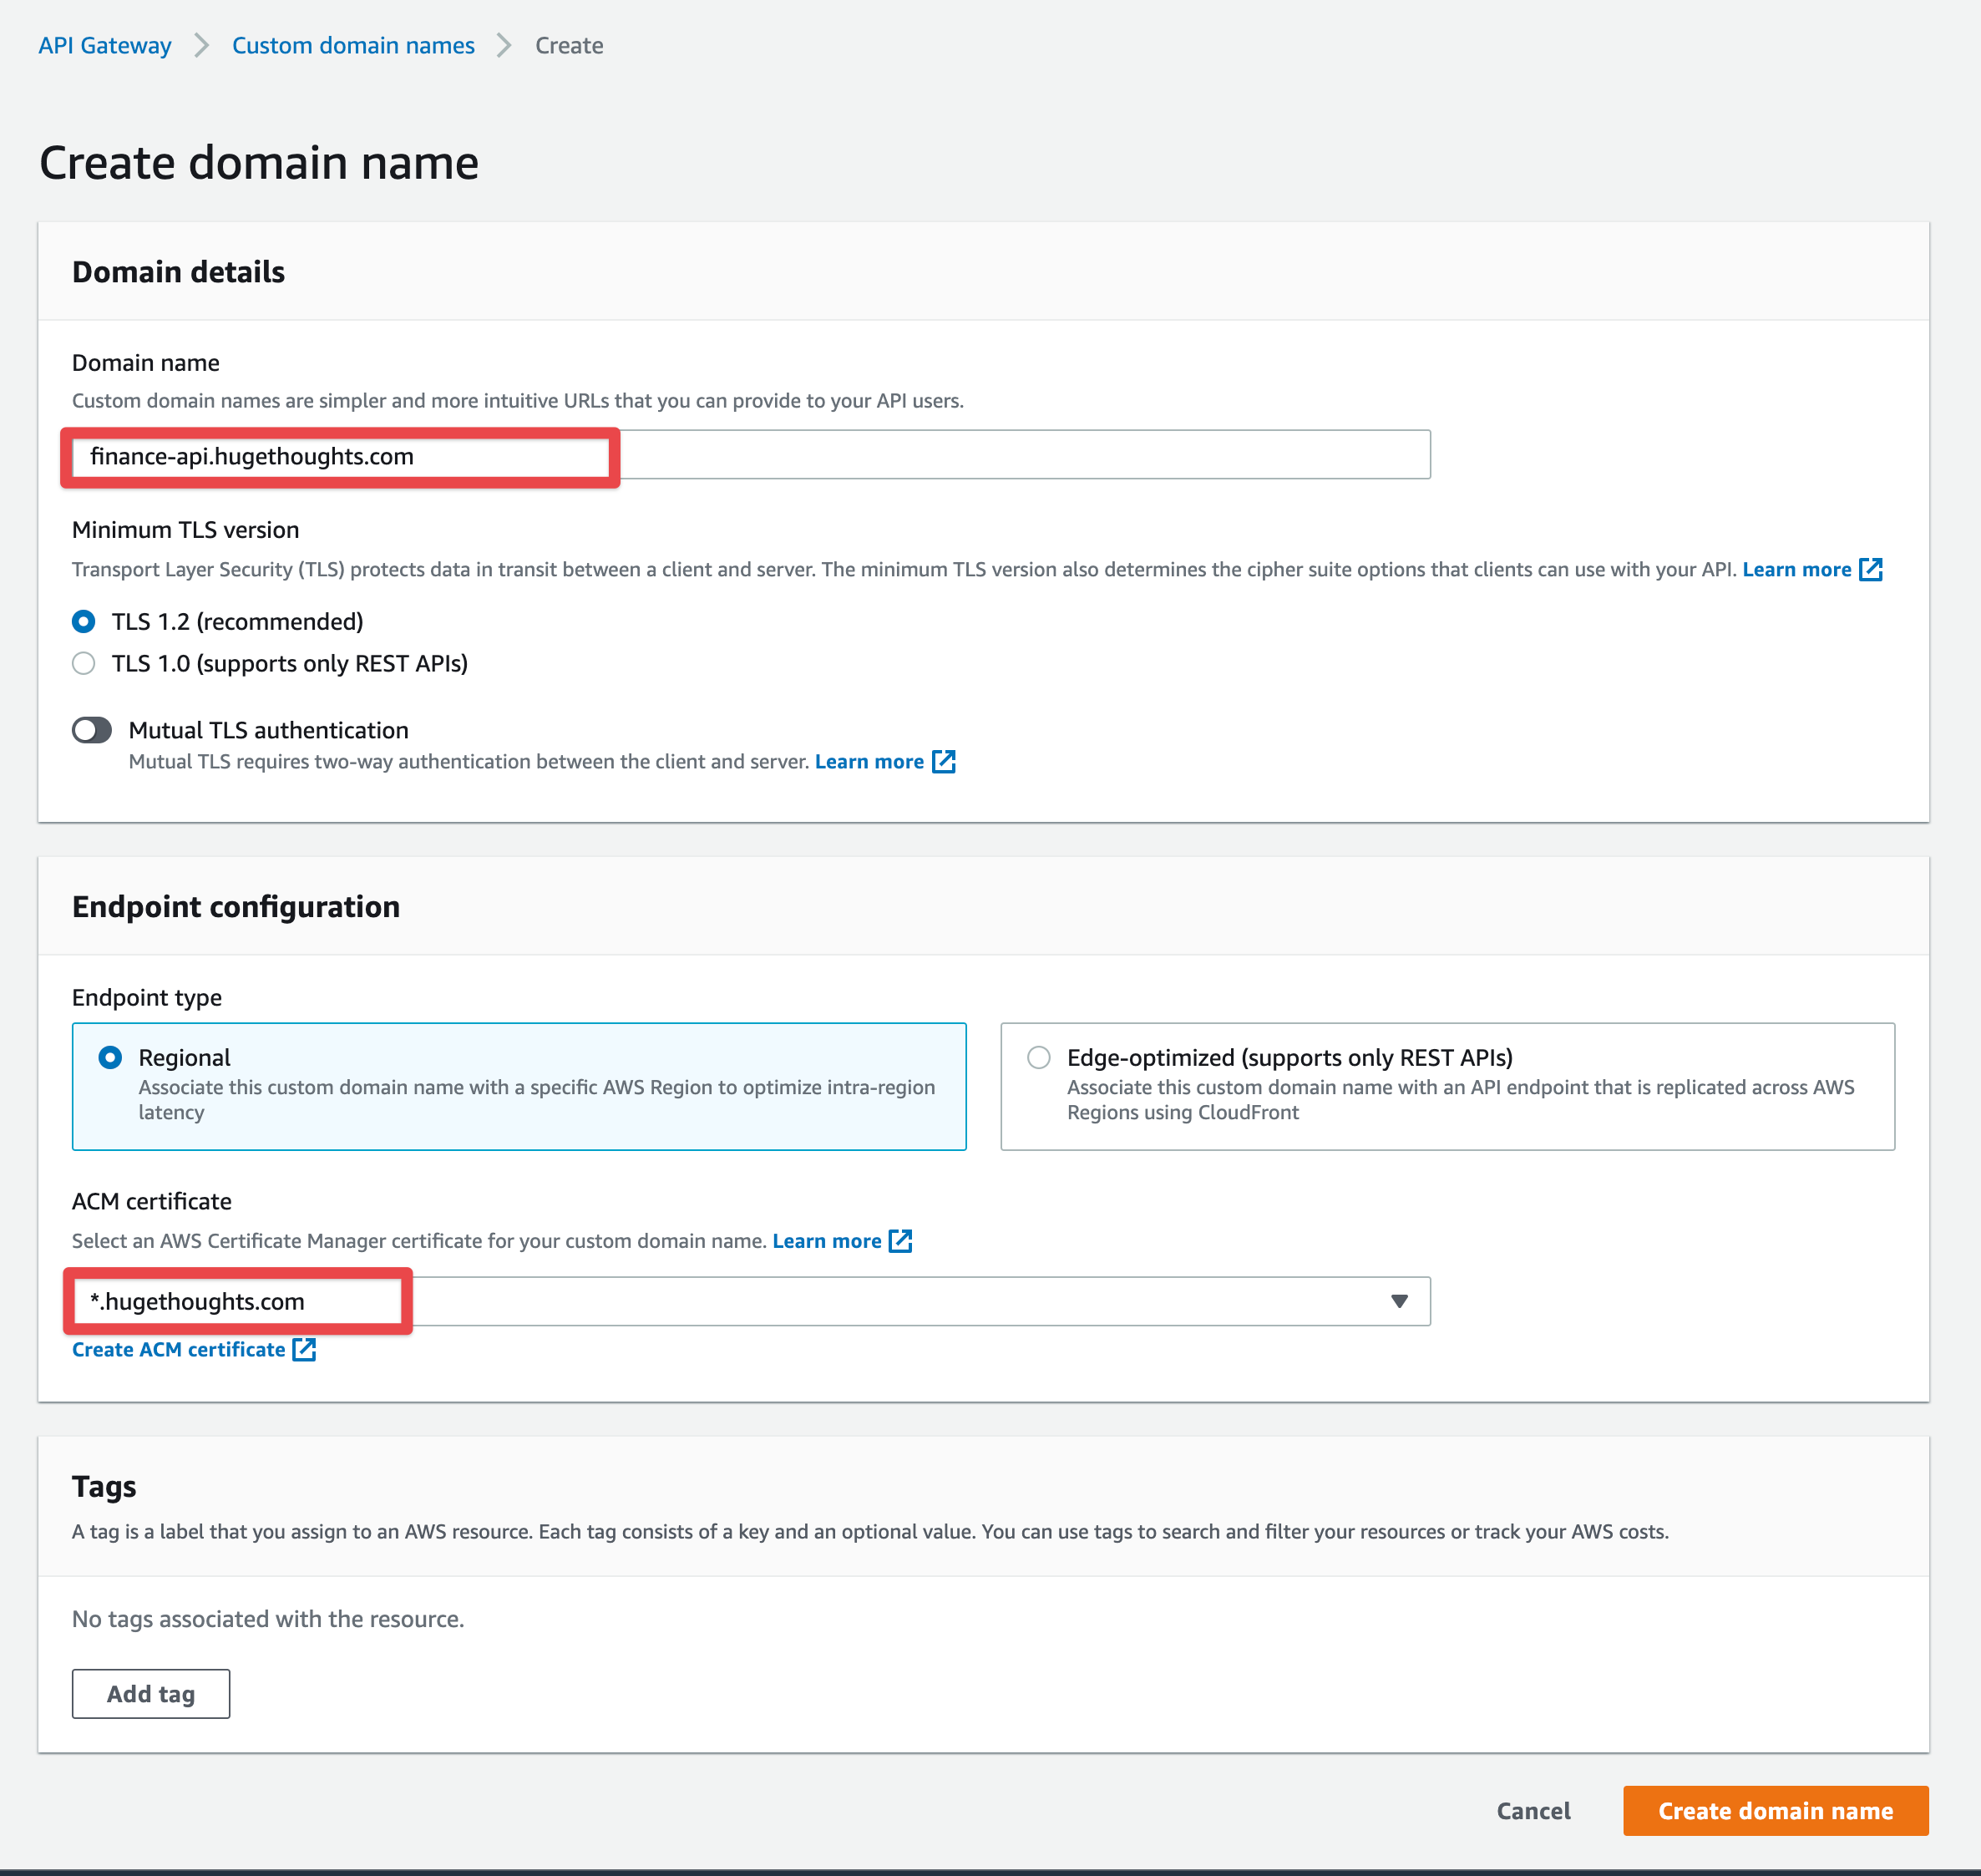 API Gateway > Custom domain names > Create
Create domain name
Domain details
Domain name
Custom domain names are simpler and more intuitive URLs that you can provide to your API users.
finance-api.hugethoughts.com
Minimum TLS version
Transport Layer Security (TLS) protects data in transit between a client and server. The minimum TLS version also determines the cipher suite options that clients can use with your API. Learn more
TLS 1.2 (recommended)
TLS 1.0 (supports only REST APIs)
Mutual TLS authentication
Mutual TLS requires two-way authentication between the client and server. Learn more
Endpoint configuration
Endpoint type
Regional
Associate this custom domain name with a specific AWS Region to optimize intra-region
latency
Edge-optimized (supports only REST APIs)
Associate this custom domain name with an API endpoint that is replicated across AWS
Regions using CloudFront
ACM certificate
Select an AWS Certificate Manager certificate for your custom domain name. Learn more
*.hugethoughts.com
Create ACM certificate
Tags
A tag is a label that you assign to an AWS resource. Each tag consists of a key and an optional value. You can use tags to search and filter your resources or track your AWS costs.
No tags associated with the resource.
Add tag
Cancel
Create domain name